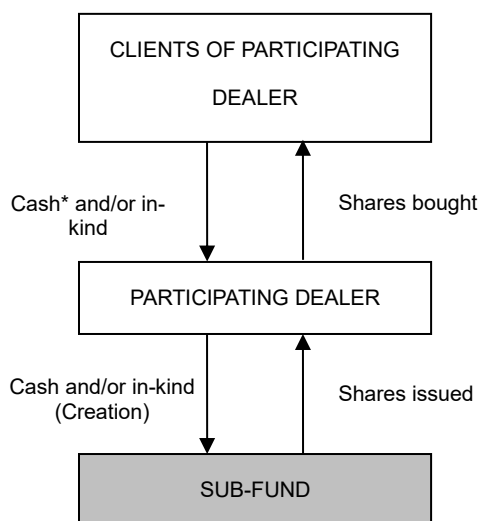 CLIENTS OF PARTICIPATING
DEALER
Cash* and/or in-
kind
Shares bought
PARTICIPATING DEALER
Cash and/or in-kind
(Creation)
Shares issued
SUB-FUND